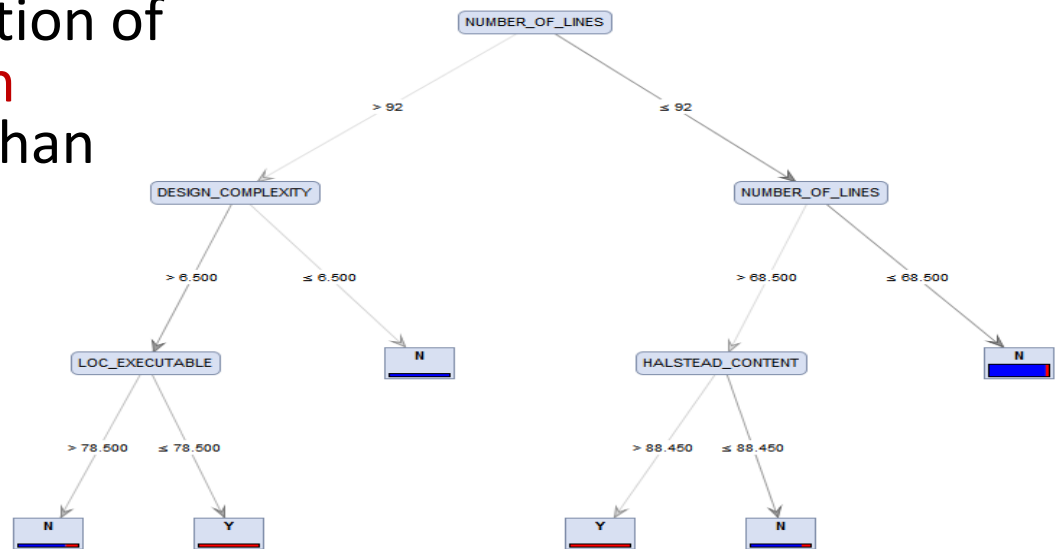 tion of
han
NUMBER_OF_LINES
> 92
≤ 92
DESIGN_COMPLEXITY
NUMBER_OF_LINES
> 6.500
≤ 6.500
> 68.500
≤ 68.500
LOC_EXECUTABLE
N
HALSTEAD_CONTENT
N
> 78.500
≤ 78.500
> 88.450
≤ 88.450
N
Y
Y
N